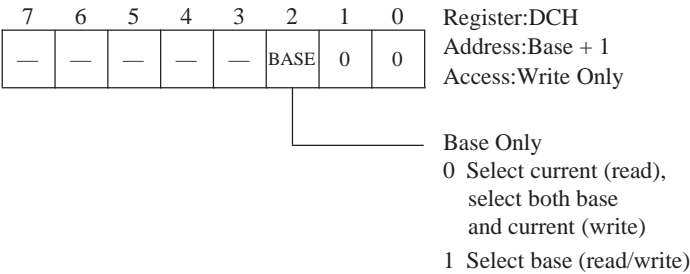 7 6 5 4 3 2 1 0
— — — — — BASE 0 0
Register:DCH
Address:Base + 1
Access:Write Only
Base Only
0 Select current (read),
select both base
and current (write)
1 Select base (read/write)